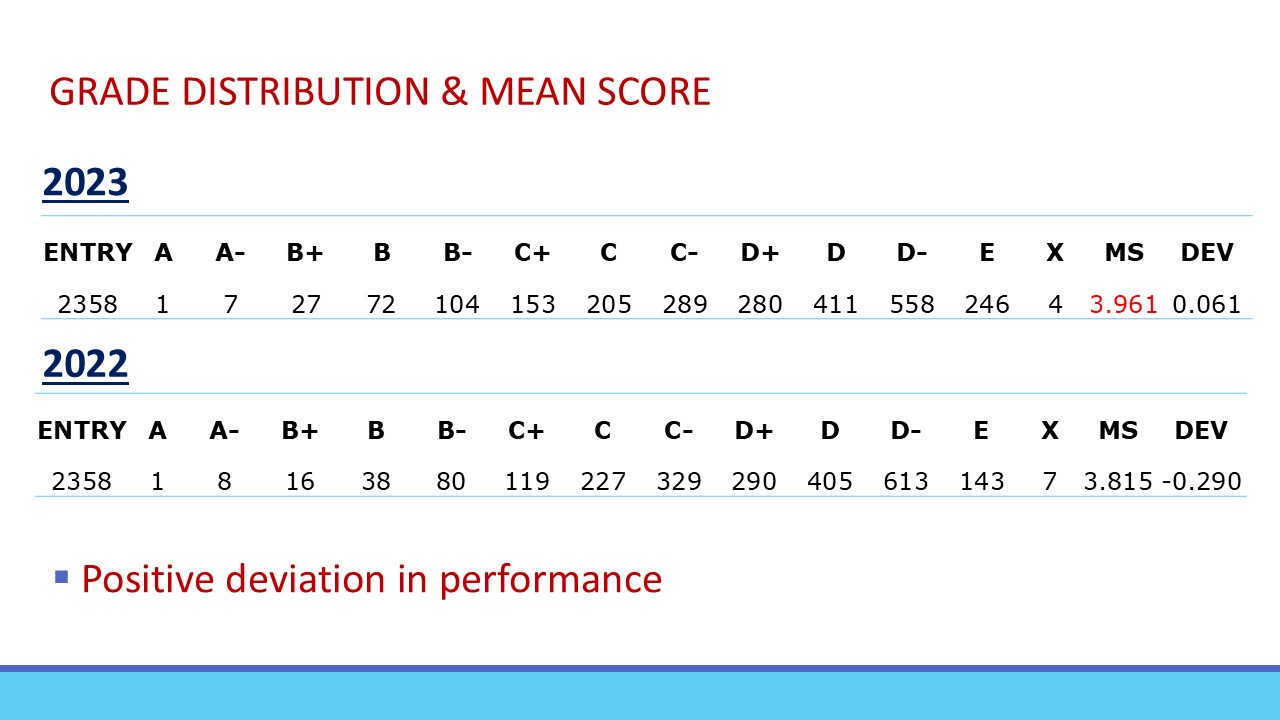 GRADE DISTRIBUTION & MEAN SCORE
2023
ENTRY A A- B+ B B- C+ C C- D+ D D- E X MS DEV
2358 1 7 27 72 104 153 205 289 280 411 558 246 4 3.961 0.061
2022
ENTRY A A- B+ B B- C+ C C- D+ D D- E X MS DEV
2358 1 8 16 38 80 119 227 329 290 405 613 143 7 3.815 -0.290
Positive deviation in performance